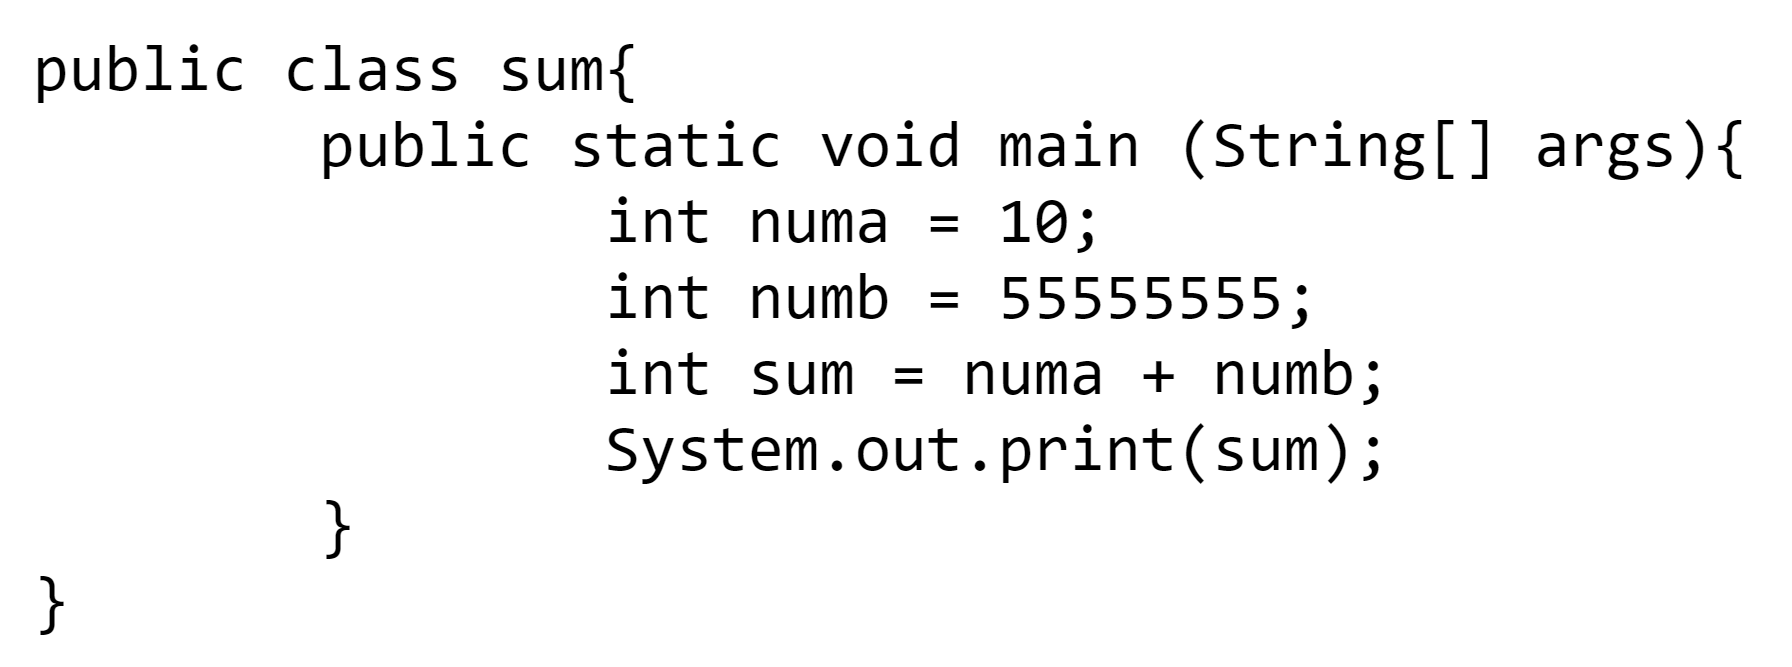 public class sum{
public static void main (String[] args){
int numa = 10;
int numb = 55555555;
int sum = numa + numb;
System.out.print(sum);
}
}